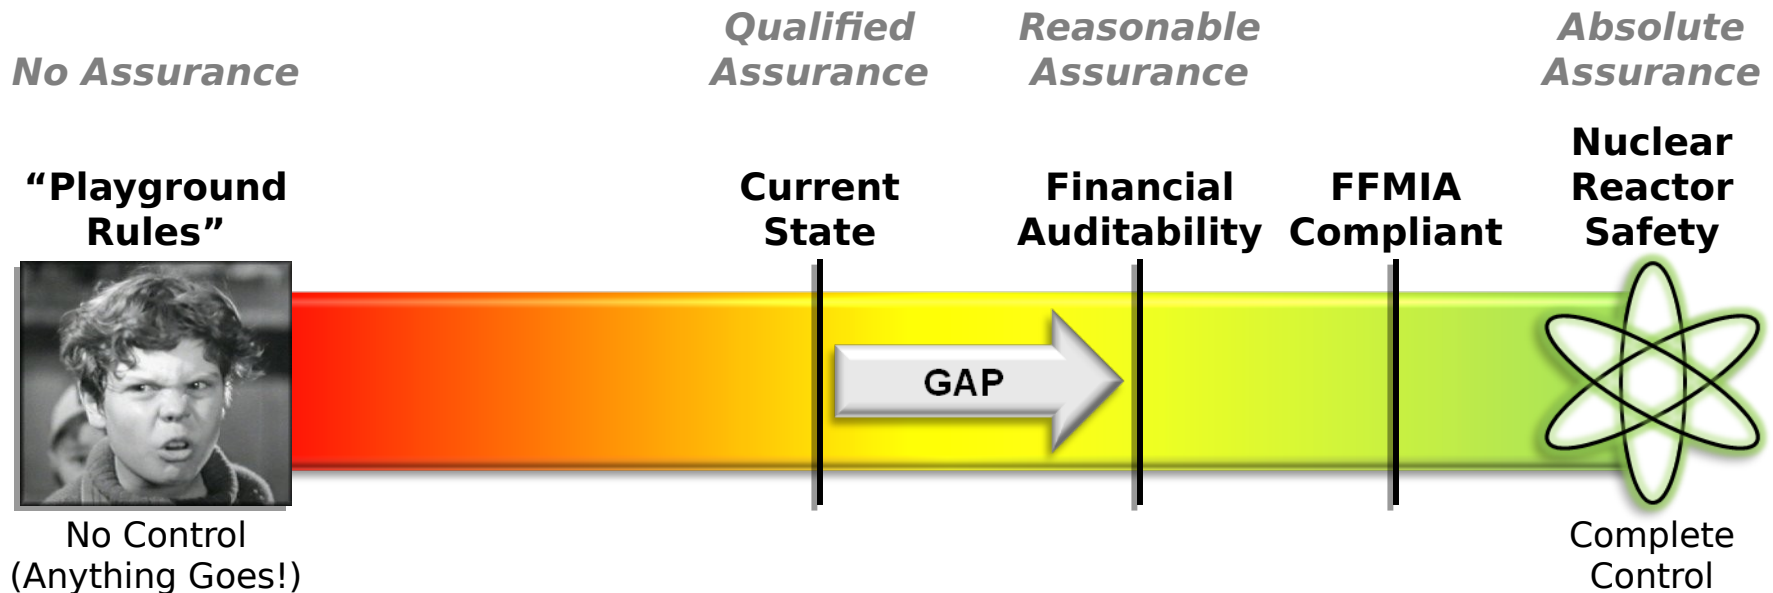 No Assurance
Qualified
Assurance
Reasonable
Assurance
Absolute
Assurance
“Playground
Rules”
Current
State
Financial
Auditability
FFMIA
Compliant
Nuclear
Reactor
Safety
GAP
No Control
(Anything Goes!)
Complete
Control